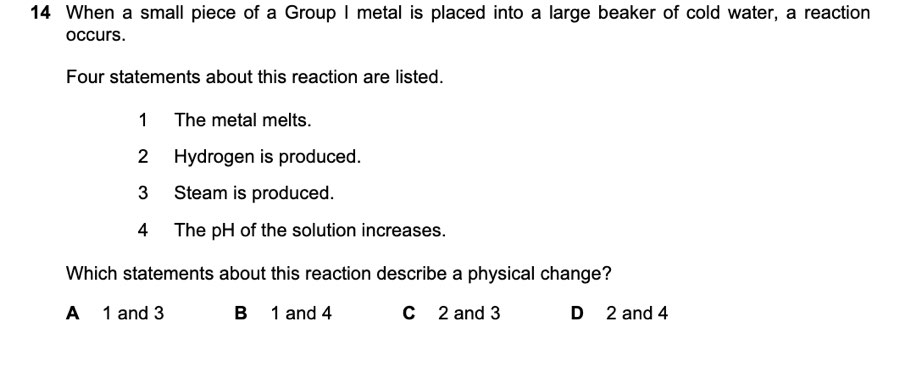 14 When a small piece of a Group I metal is placed into a large beaker of cold water, a reaction
occurs.
Four statements about this reaction are listed.
1 The metal melts.
2 Hydrogen is produced.
3 Steam is produced.
4 The pH of the solution increases.
Which statements about this reaction describe a physical change?
A 1 and 3 B 1 and 4 C 2 and 3 D 2 and 4